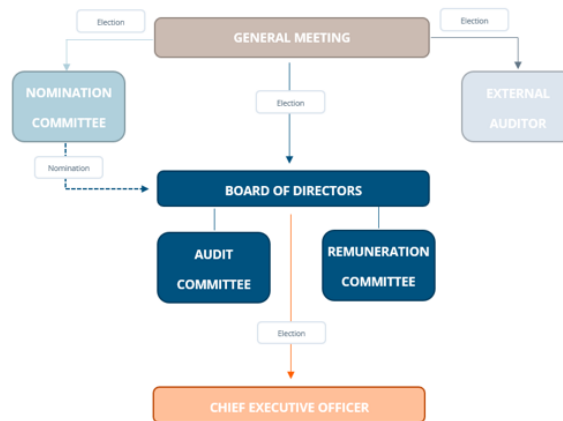 Election
GENERAL MEETING
Election
NOMINATION
COMMITTEE
Election
EXTERNAL
AUDITOR
Nomination
BOARD OF DIRECTORS
AUDIT
COMMITTEE
REMUNERATION
COMMITTEE
Election
CHIEF EXECUTIVE OFFICER